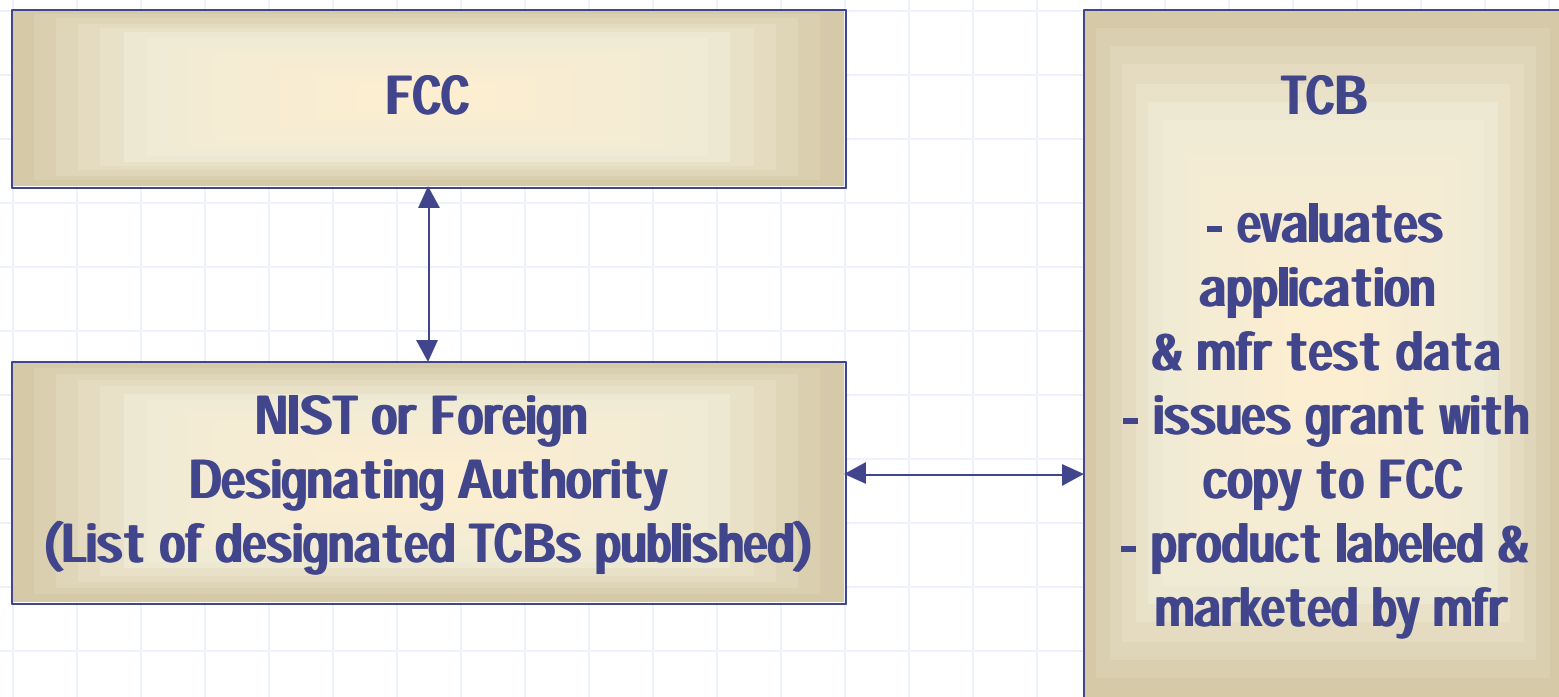 FCC
NIST or Foreign
Designating Authority
(List of designated TCBs published)
TCB
- evaluates
application
& mfr test data
- issues grant with
copy to FCC
- product labeled &
marketed by mfr